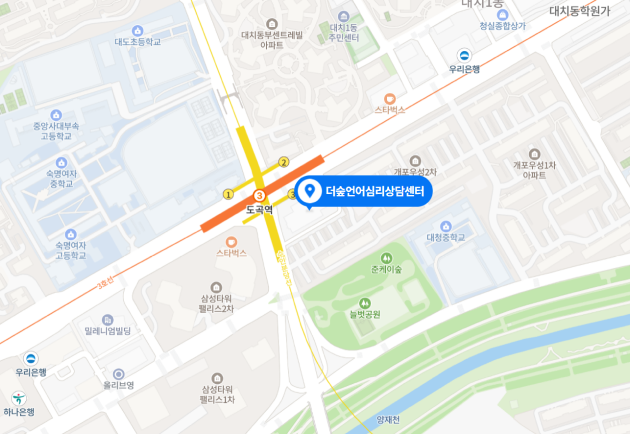 대치1동
대치동학원가
청실종합상가
대도초등학교
대치동부센트레빌
아파트
대치1동
주민센터
우리은행
스타벅스
중앙사대부속
고등학교
숙명여자
중학교
개포우성2차
개포우성1차
아파트
2
1
3
3
더숲언어심리상담센터
도곡역
숙명여자
고등학교
스타벅스
대청중학교
준케이숲
3호선
삼성타워
팰리스2차
늘벗공원
밀레니엄빌딩
우리은행
올리브영
삼성타워
팰리스1차
하나은행
양재천